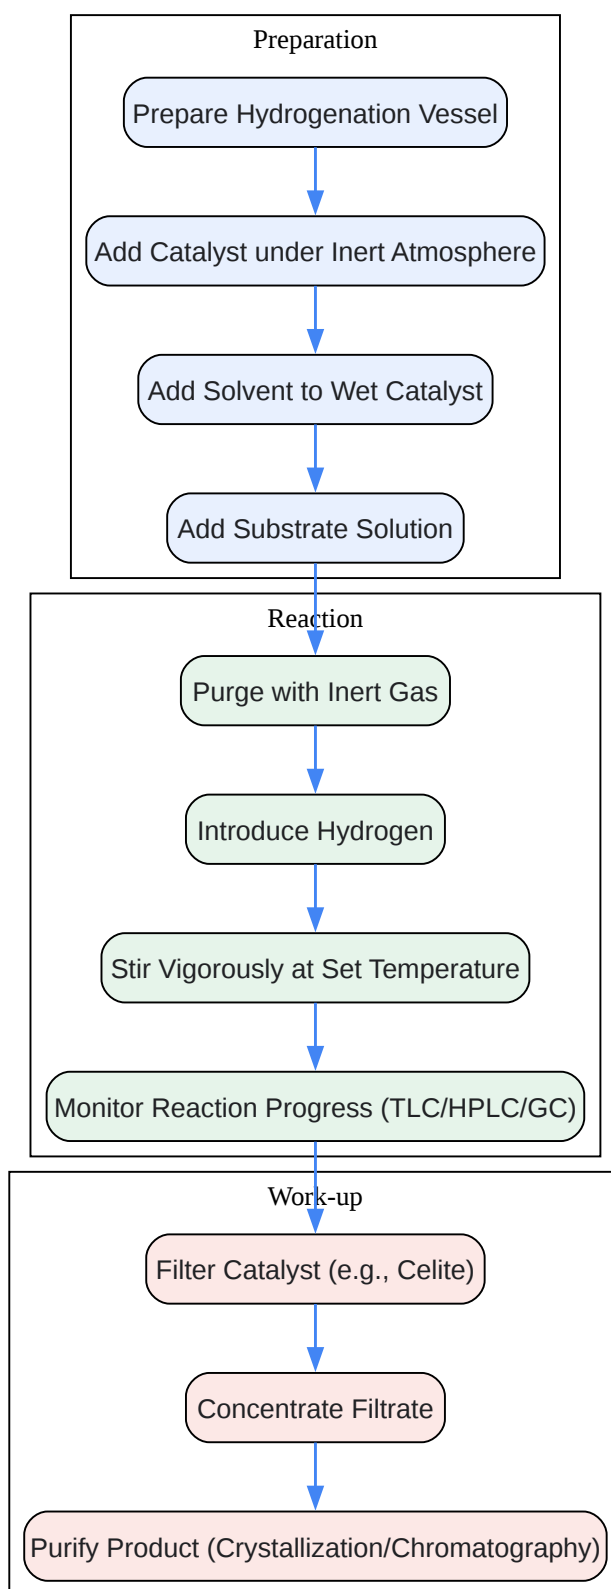 Preparation
Prepare Hydrogenation Vessel
Add Catalyst under Inert Atmosphere
Add Solvent to Wet Catalyst
Add Substrate Solution
Reaction
Purge with Inert Gas
Introduce Hydrogen
Stir Vigorously at Set Temperature
Monitor Reaction Progress (TLC/HPLC/GC)
Work-up
Filter Catalyst (e.g., Celite)
Concentrate Filtrate
Purify Product (Crystallization/Chromatography)